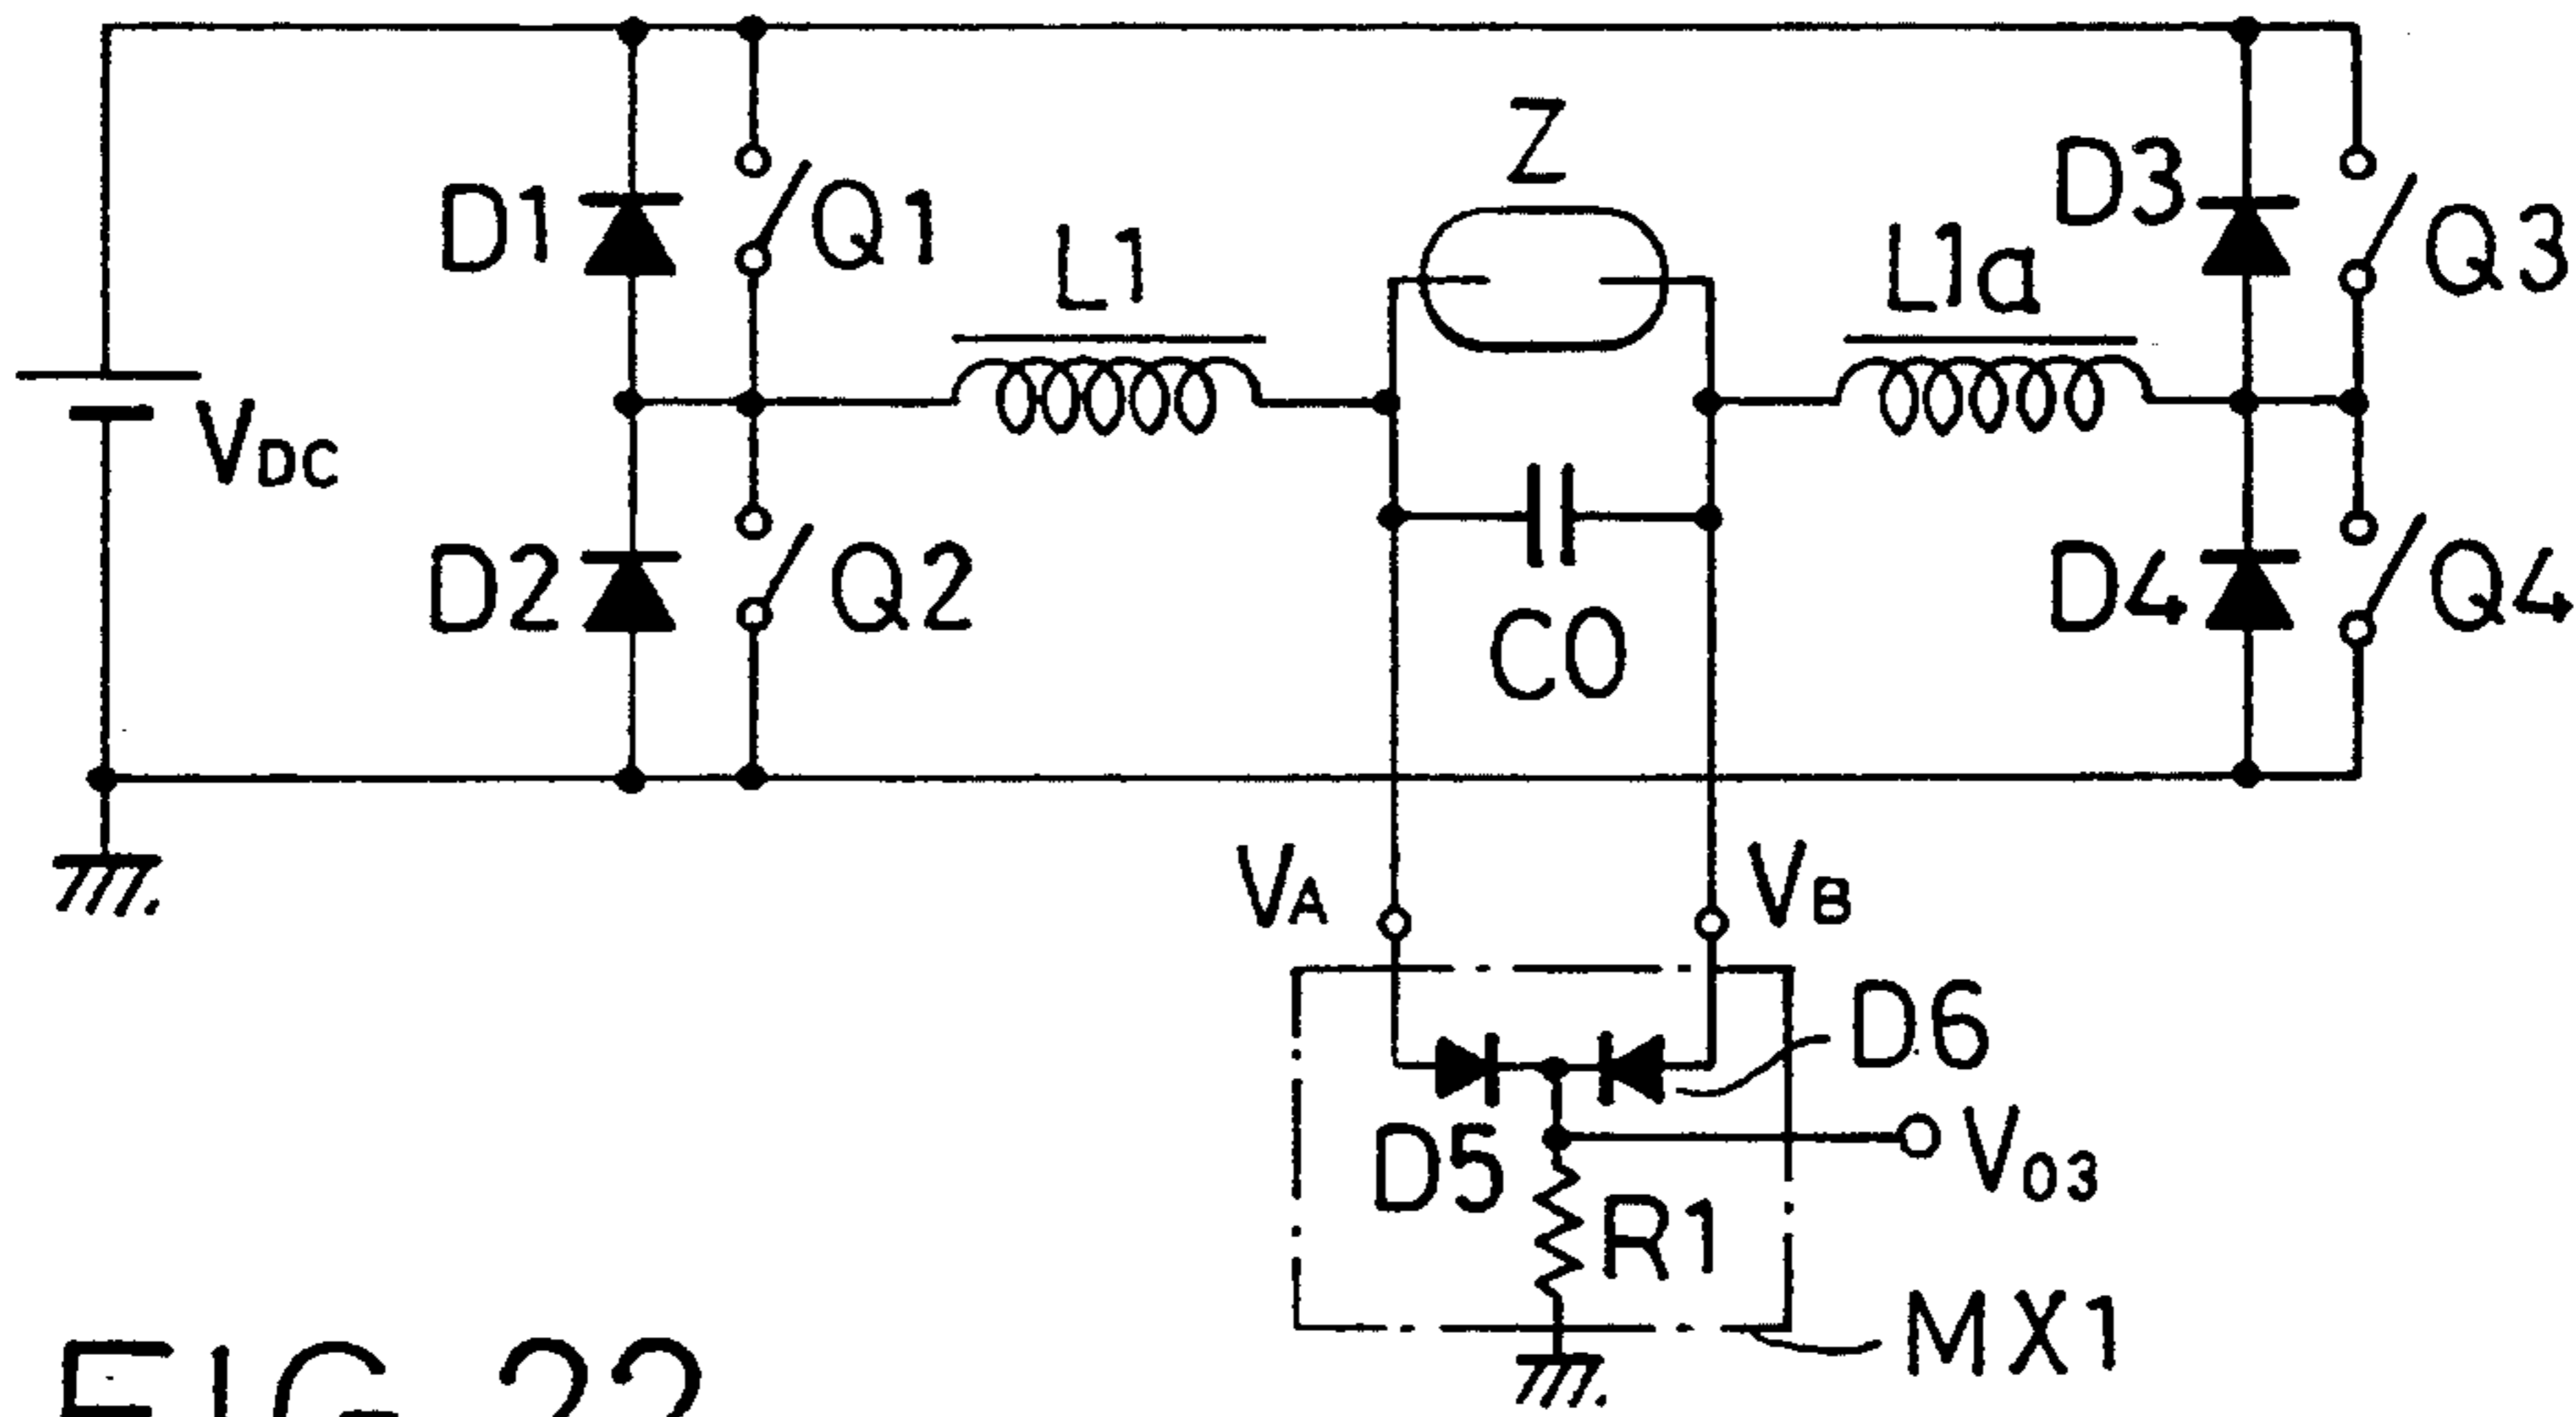 Z
D1
Q1
L1
L1a
D3
Q3
VDC
D2
Q2
C0
D4
Q4
VA
VB
D6
D5
V03
R1
MX1
FIG. 22